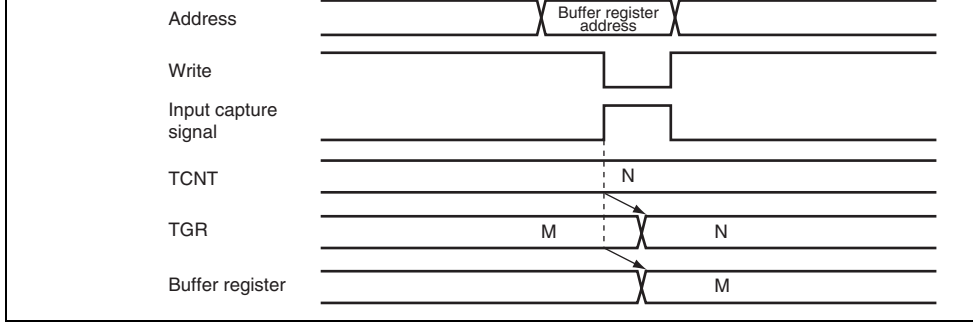 Address
Buffer register
address
Write
Input capture
signal
TCNT
N
TGR
M
N
Buffer register
M